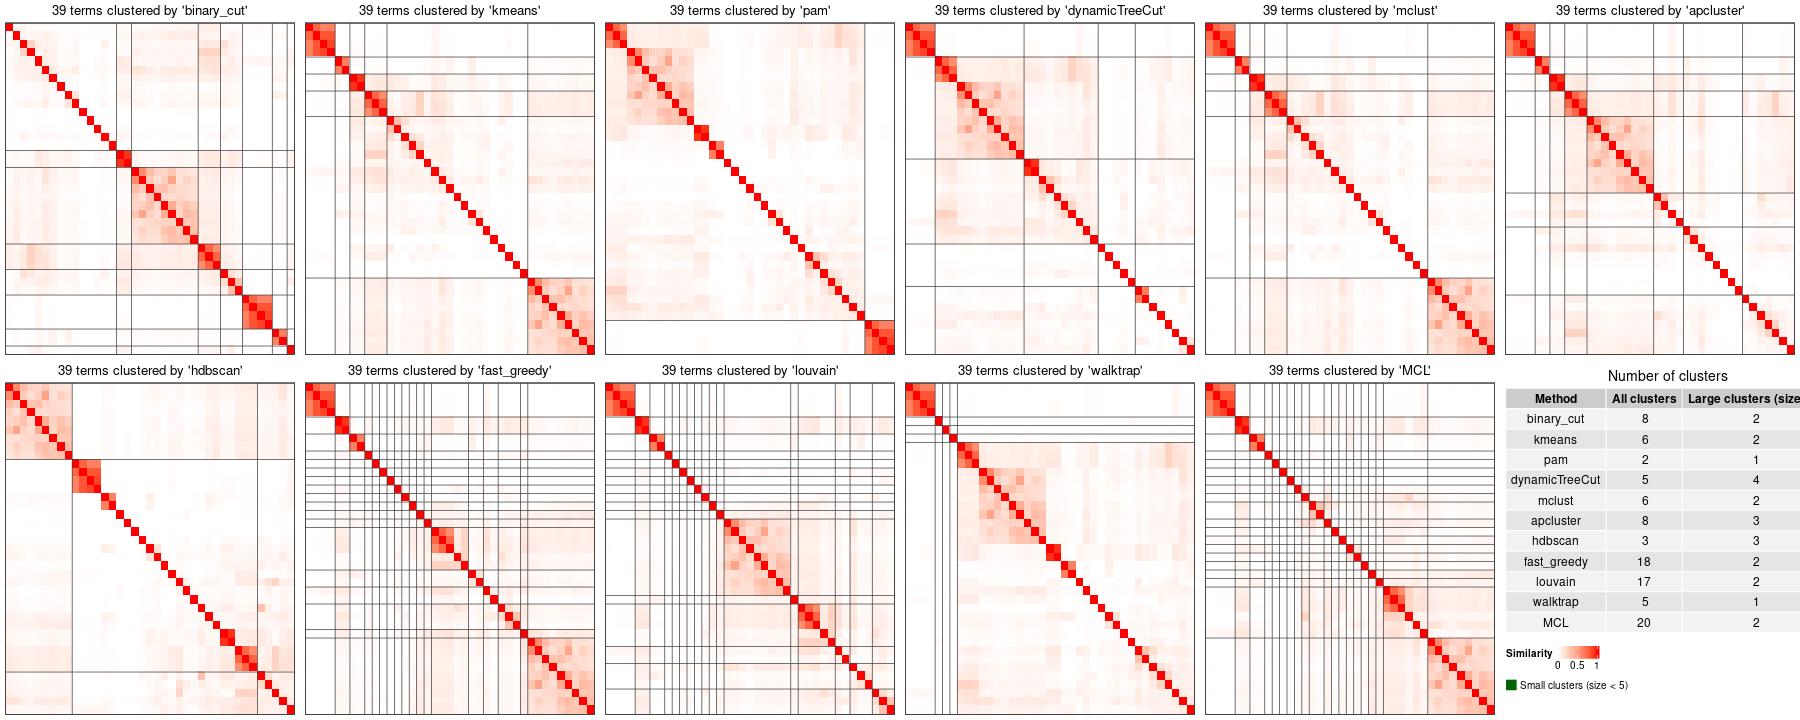 39 terms clustered by 'binary_cut'
39 terms clustered by 'kmeans'
39 terms clustered by 'pam'
39 terms clustered by 'dynamicTreeCut'
39 terms clustered by 'mclust'
39 terms clustered by 'apcluster'
39 terms clustered by 'hdbscan'
39 terms clustered by 'fast_greedy'
39 terms clustered by 'louvain'
39 terms clustered by 'walktrap'
39 terms clustered by 'MCL'
Number of clusters
Method All clusters Large clusters (size
binary_cut 8 2
kmeans 6 2
pam 2 1
dynamicTreeCut 5 4
mclust 6 2
apcluster 8 3
hdbscan 3 3
fast_greedy 18 2
louvain 17 2
walktrap 5 1
MCL 20 2
Similarity
0 0.5 1
Small clusters (size < 5)